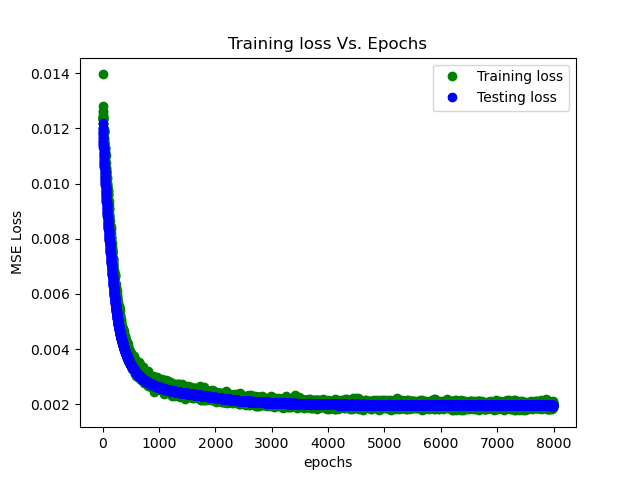 Training loss Vs. Epochs
Training loss
Testing loss
MSE Loss
0.014
0.012
0.010
0.008
0.006
0.004
0.002
0 1000 2000 3000 4000 5000 6000 7000 8000
epochs